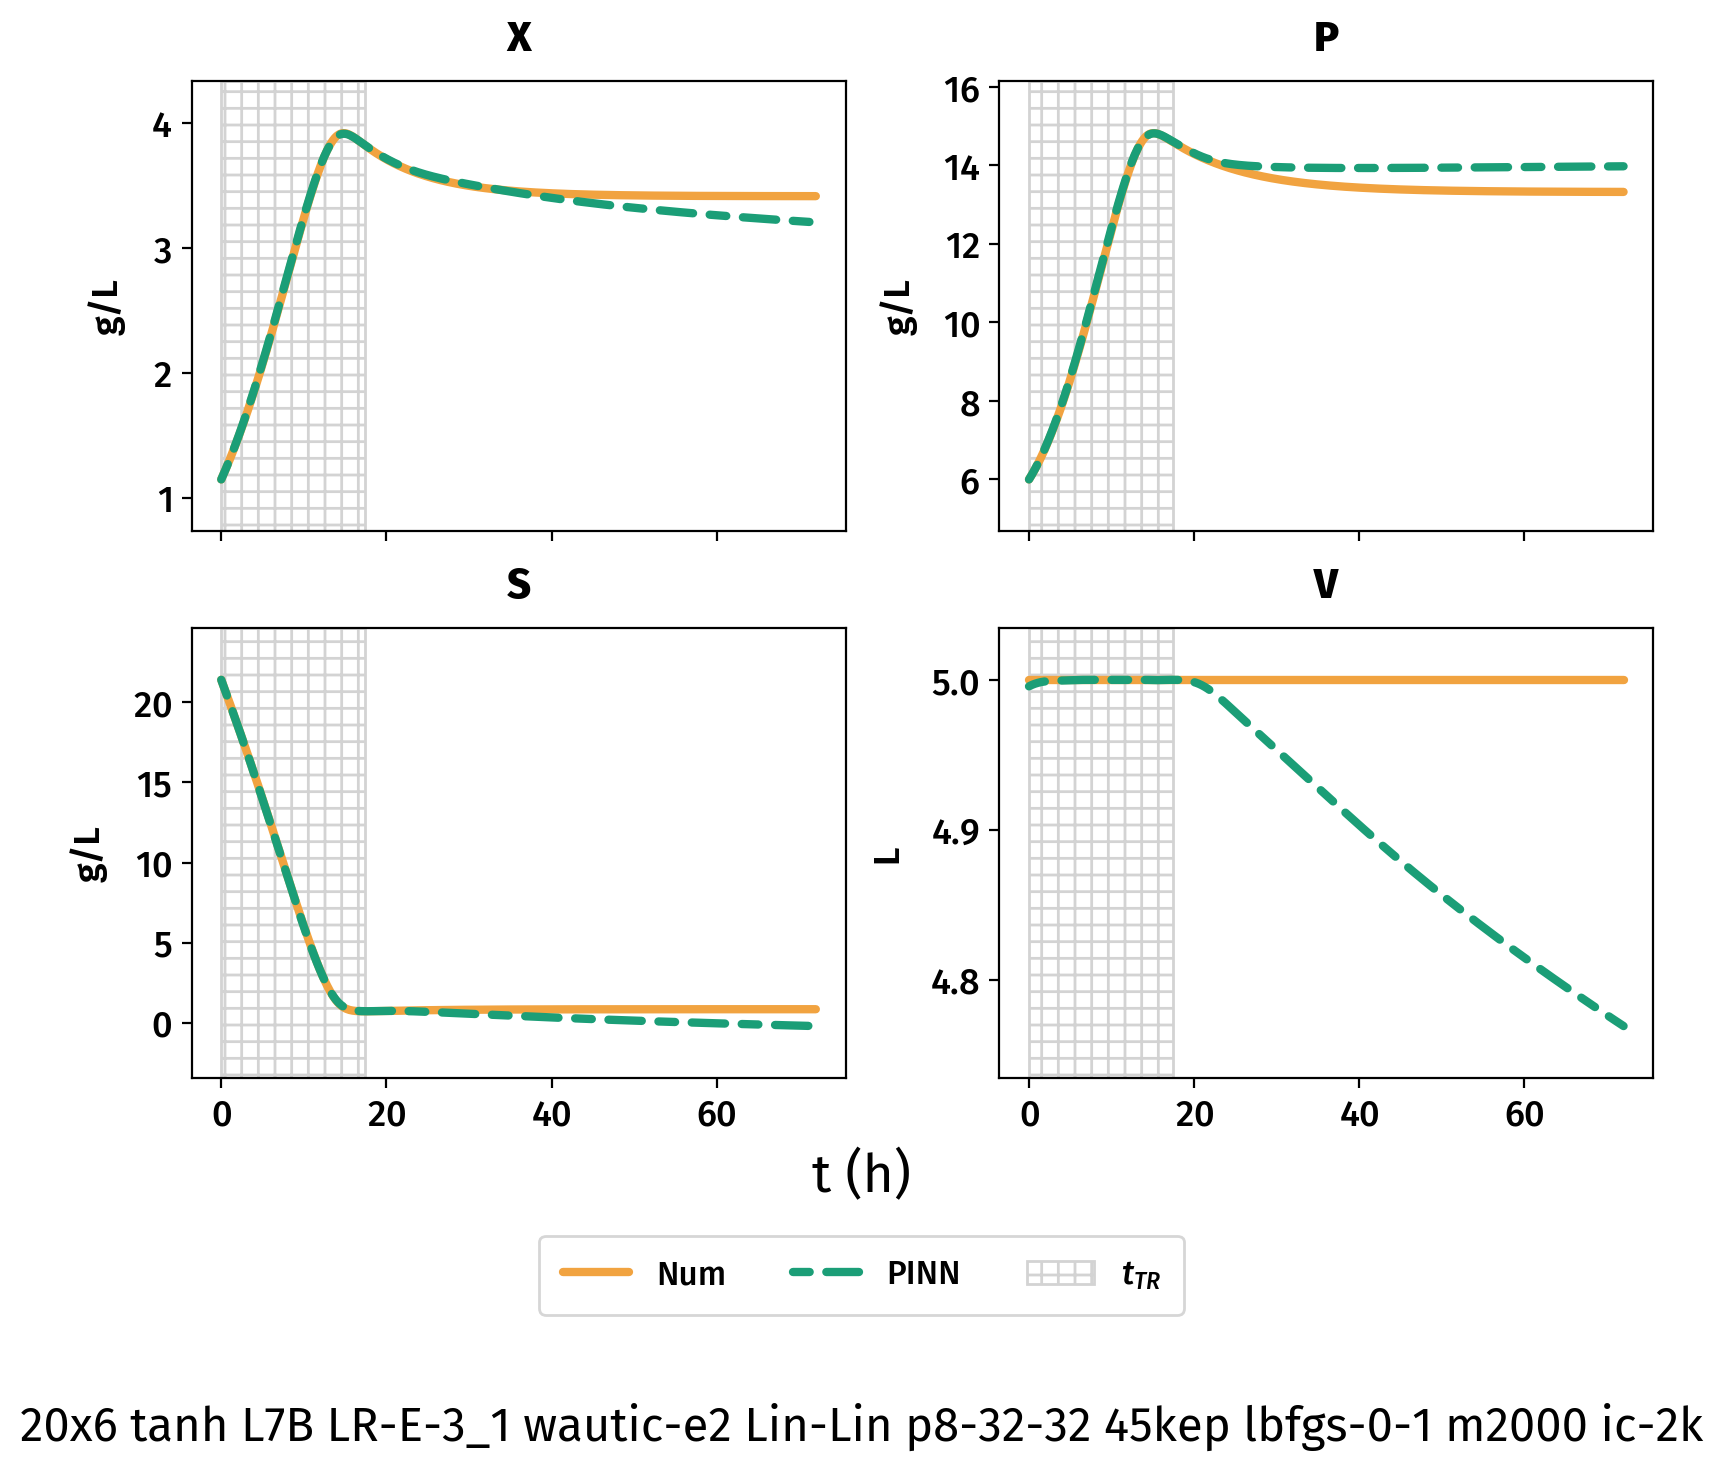 X
P
g/L
4
3
2
1
g/L
16
14
12
10
8
6
S
V
g/L
20
15
10
5
0
L
5.0
4.9
4.8
0 20 40 60
0 20 40 60
t (h)
Num PINN t_TR
20x6 tanh L7B LR-E-3_1 wautic-e2 Lin-Lin p8-32-32 45kep lbfgs-0-1 m2000 ic-2k